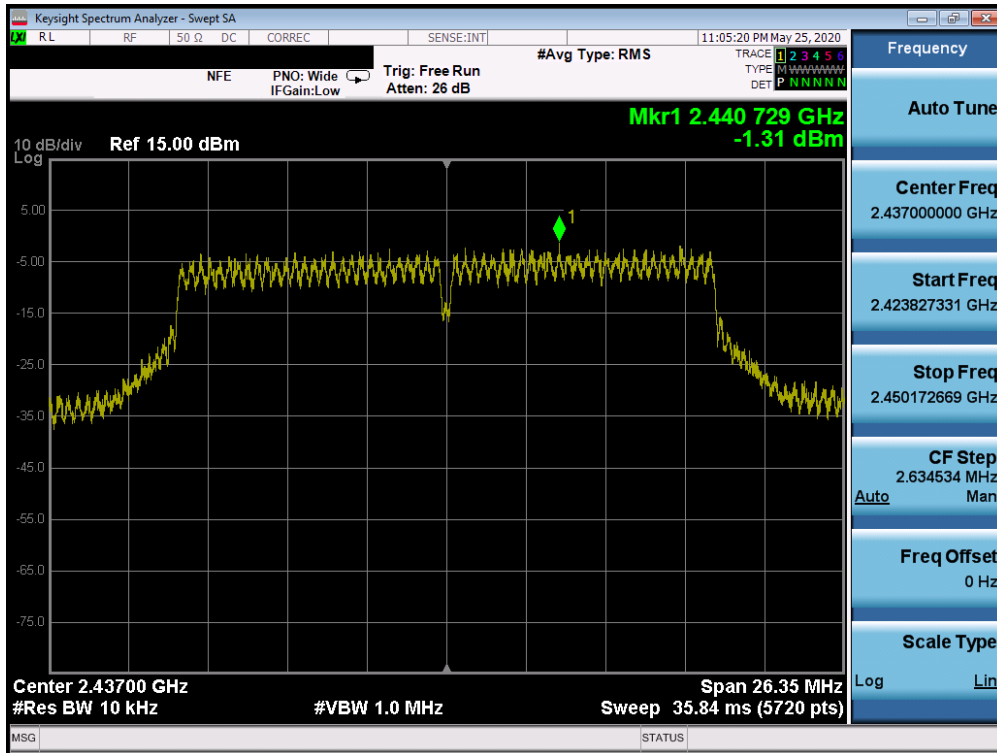 Keysight Spectrum Analyzer - Swept SA
LXI RL RF 50 Ω DC CORREC SENSE:INT 11:05:20 PM May 25, 2020
NFE PNO: Wide Trig: Free Run #Avg Type: RMS TRACE 1 2 3 4 5 6
IFGain:Low Atten: 26 dB TYPE M W W W W W
DET P N N N N N
Mkr1 2.440 729 GHz
-1.31 dBm
10 dB/div Ref 15.00 dBm
Log
1
5.00
-5.00
-15.0
-25.0
-35.0
-45.0
-55.0
-65.0
-75.0
Center 2.43700 GHz Span 26.35 MHz
#Res BW 10 kHz #VBW 1.0 MHz Sweep 35.84 ms (5720 pts)
MSG STATUS
Frequency
Auto Tune
Center Freq
2.437000000 GHz
Start Freq
2.423827331 GHz
Stop Freq
2.450172669 GHz
CF Step
2.634534 MHz
Auto Man
Freq Offset
0 Hz
Scale Type
Log Lin